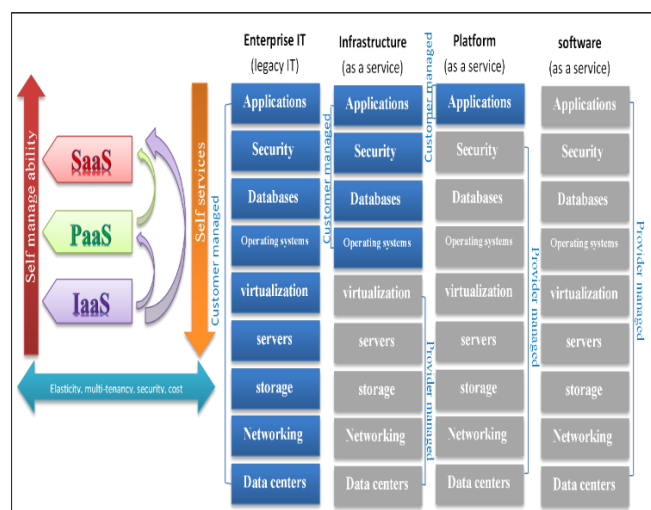 Enterprise IT
(legacy IT)
Infrastructure
(as a service)
Platform
(as a service)
software
(as a service)
Self manage ability
SaaS
PaaS
IaaS
Self services
Elasticity, multi-tenancy, security, cost
Customer managed
Applications
Security
Databases
Operating systems
virtualization
servers
storage
Networking
Data centers
Customer managed
Applications
Security
Databases
Operating systems
virtualization
servers
storage
Networking
Data centers
Provider managed
Customer managed
Applications
Security
Databases
Operating systems
virtualization
servers
storage
Networking
Data centers
Provider managed
Applications
Security
Databases
Operating systems
virtualization
servers
storage
Networking
Data centers
Provider managed